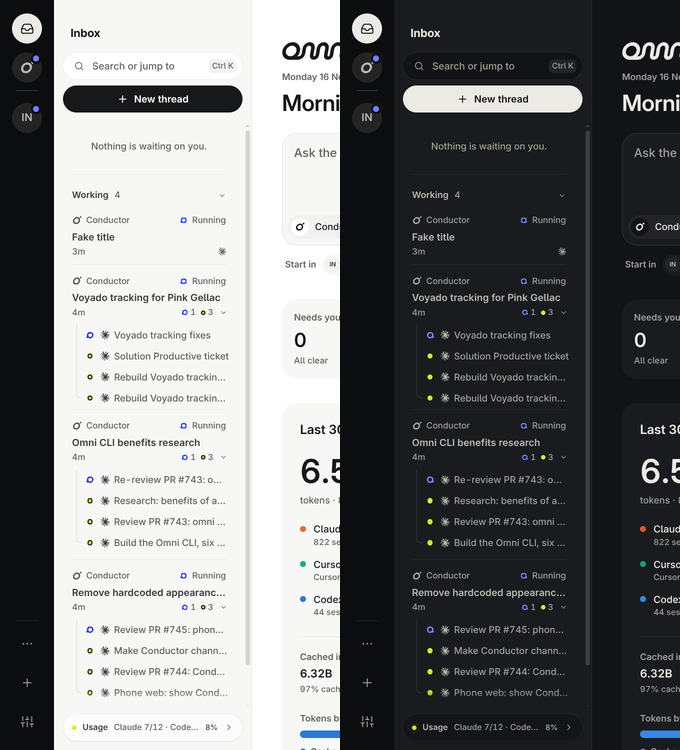 Inbox
Search or jump to
Ctrl K
New thread
IN
Nothing is waiting on you.
Working 4
Conductor Running
Fake title
3m
Conductor Running
Voyado tracking for Pink Gellac
4m 1 3
Voyado tracking fixes
Solution Productive ticket
Rebuild Voyado trackin...
Rebuild Voyado trackin...
Conductor Running
Omni CLI benefits research
4m 1 3
Re-review PR #743: o...
Research: benefits of a...
Review PR #743: omni ...
Build the Omni CLI, six ...
Conductor Running
Remove hardcoded appearanc...
4m 1 3
Review PR #745: phon...
Make Conductor chann...
Review PR #744: Cond...
Phone web: show Cond...
Usage Claude 7/12 · Code... 8%
omn
Monday 16 No
Morni
Ask the
Condu
Start in IN
Needs you
0
All clear
Last 30
6.5
tokens · 8
Claud
822 se
Curso
Cursor
Codex
44 ses
Cached in
6.32B
97% cach
Tokens by
Inbox
Search or jump to
Ctrl K
New thread
IN
Nothing is waiting on you.
Working 4
Conductor Running
Fake title
3m
Conductor Running
Voyado tracking for Pink Gellac
4m 1 3
Voyado tracking fixes
Solution Productive ticket
Rebuild Voyado trackin...
Rebuild Voyado trackin...
Conductor Running
Omni CLI benefits research
4m 1 3
Re-review PR #743: o...
Research: benefits of a...
Review PR #743: omni ...
Build the Omni CLI, six ...
Conductor Running
Remove hardcoded appearanc...
4m 1 3
Review PR #745: phon...
Make Conductor chann...
Review PR #744: Cond...
Phone web: show Cond...
Usage Claude 7/12 · Code... 8%
omn
Monday 16 No
Morni
Ask the
Condu
Start in IN
Needs you
0
All clear
Last 30
6.5
tokens · 8
Claud
822 se
Curso
Cursor
Codex
44 ses
Cached in
6.32B
97% cach
Tokens by